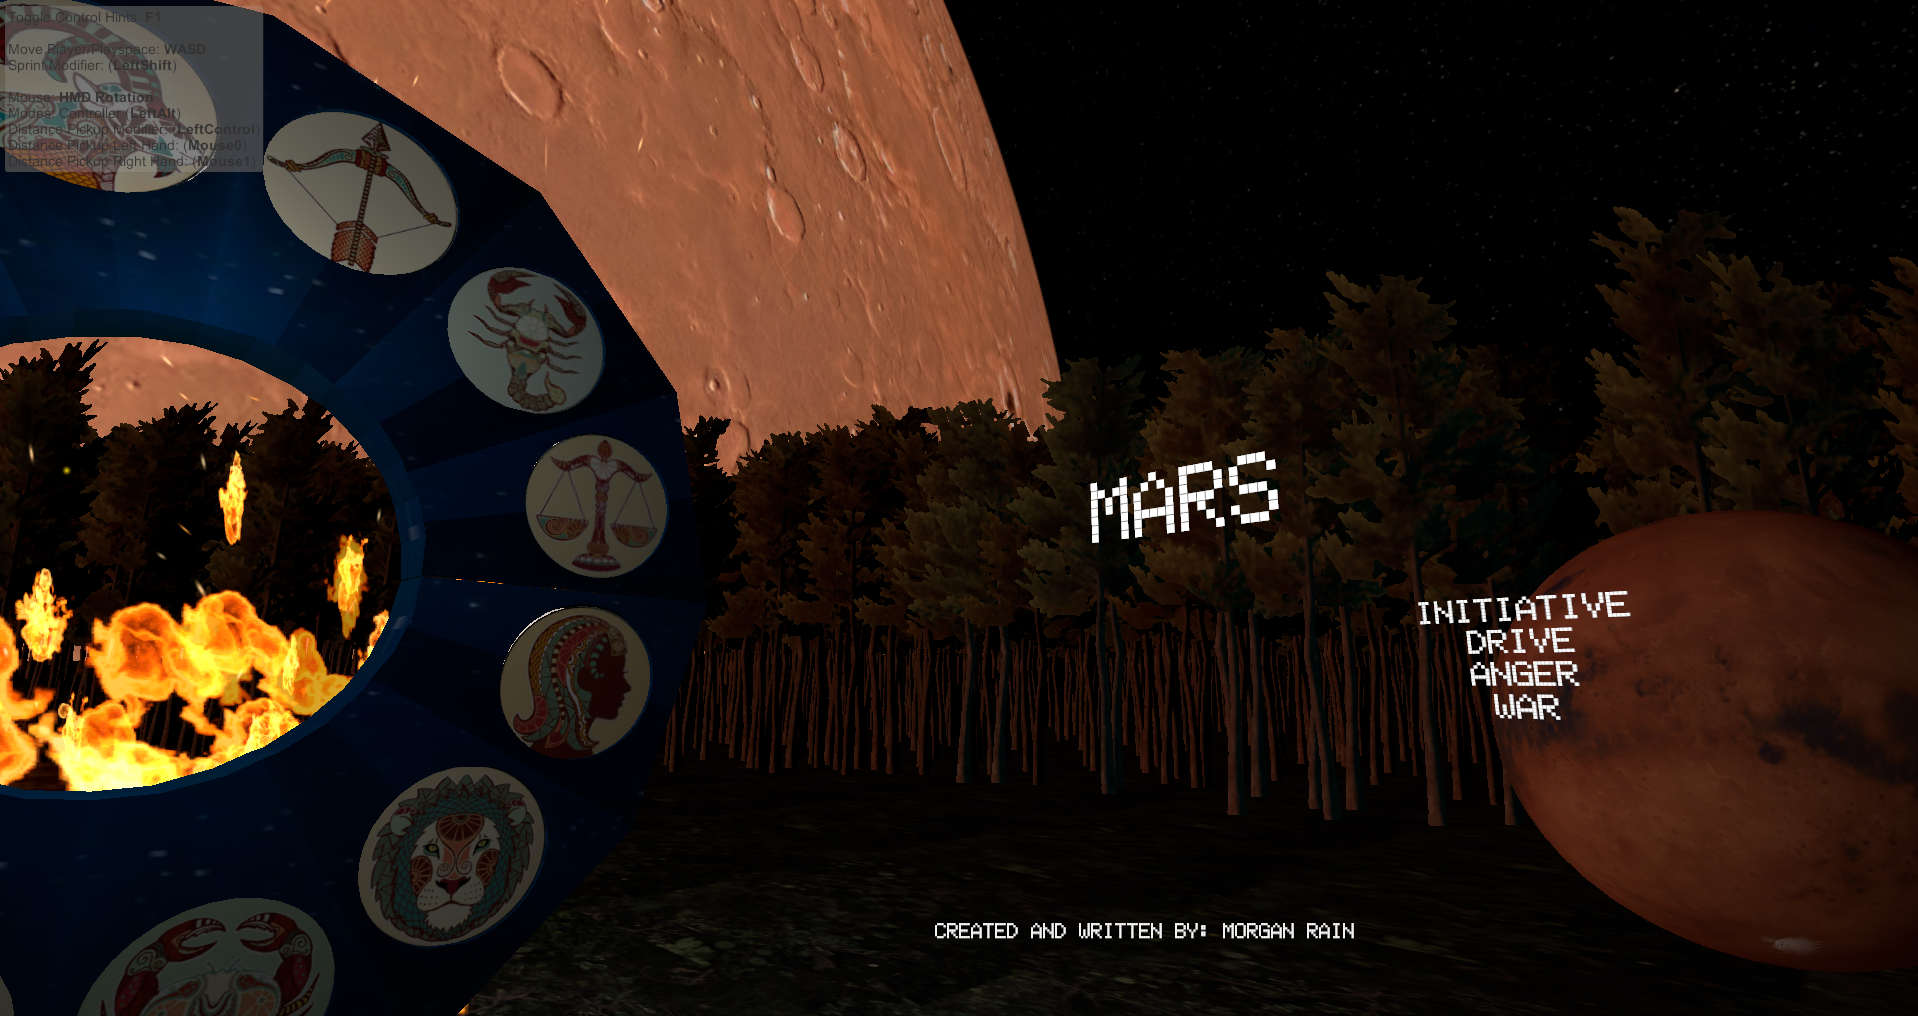 Toggle Control Hints: F1
Move Player/Playspace: WASD
Sprint Modifier: (LeftShift)
Mouse: HMD Rotation
Modes: Controller (LeftAlt)
Distance Pickup Modifier: (LeftControl)
Distance Pickup Left Hand: (Mouse0)
Distance Pickup Right Hand: (Mouse1)
MARS
INITIATIVE
DRIVE
ANGER
WAR
CREATED AND WRITTEN BY: MORGAN RAIN